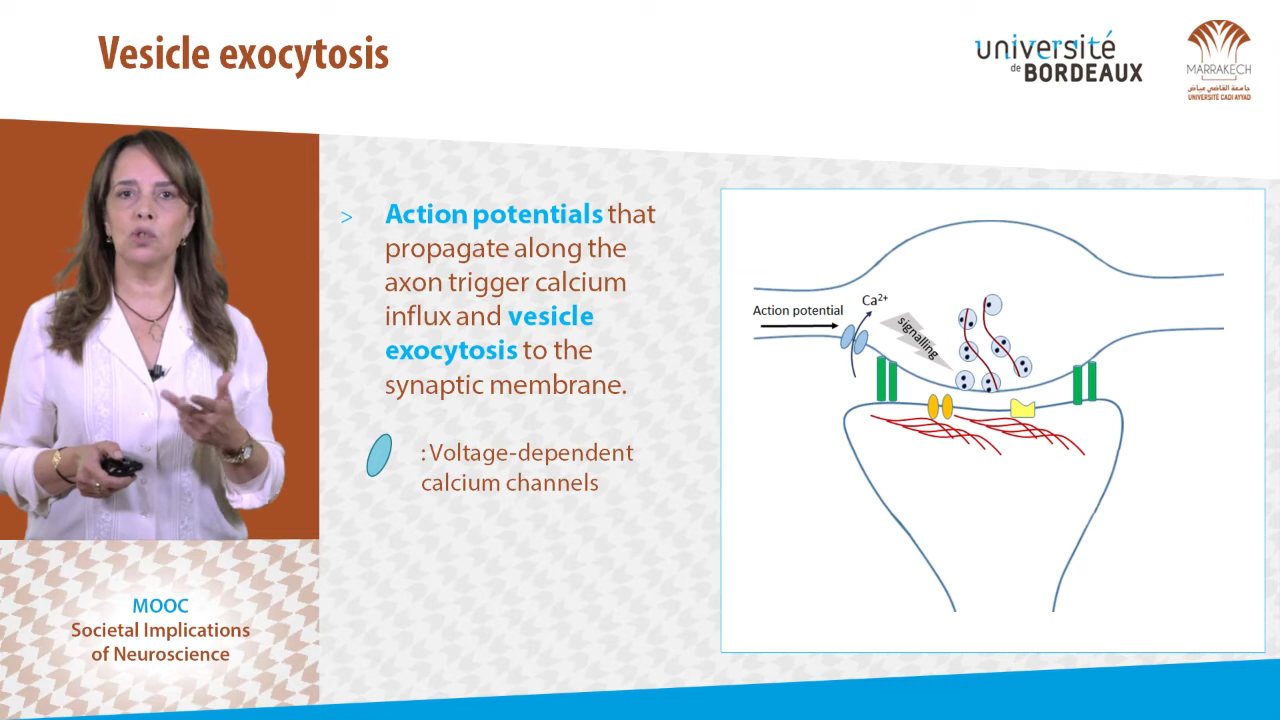 Vesicle exocytosis
université
de BORDEAUX
MARRAKECH
جامعة القاضي عياض
UNIVERSITÉ CADI AYYAD
> Action potentials that
propagate along the
axon trigger calcium
influx and vesicle
exocytosis to the
synaptic membrane.
: Voltage-dependent
calcium channels
Action potential
Ca²⁺
signalling
MOOC
Societal Implications
of Neuroscience